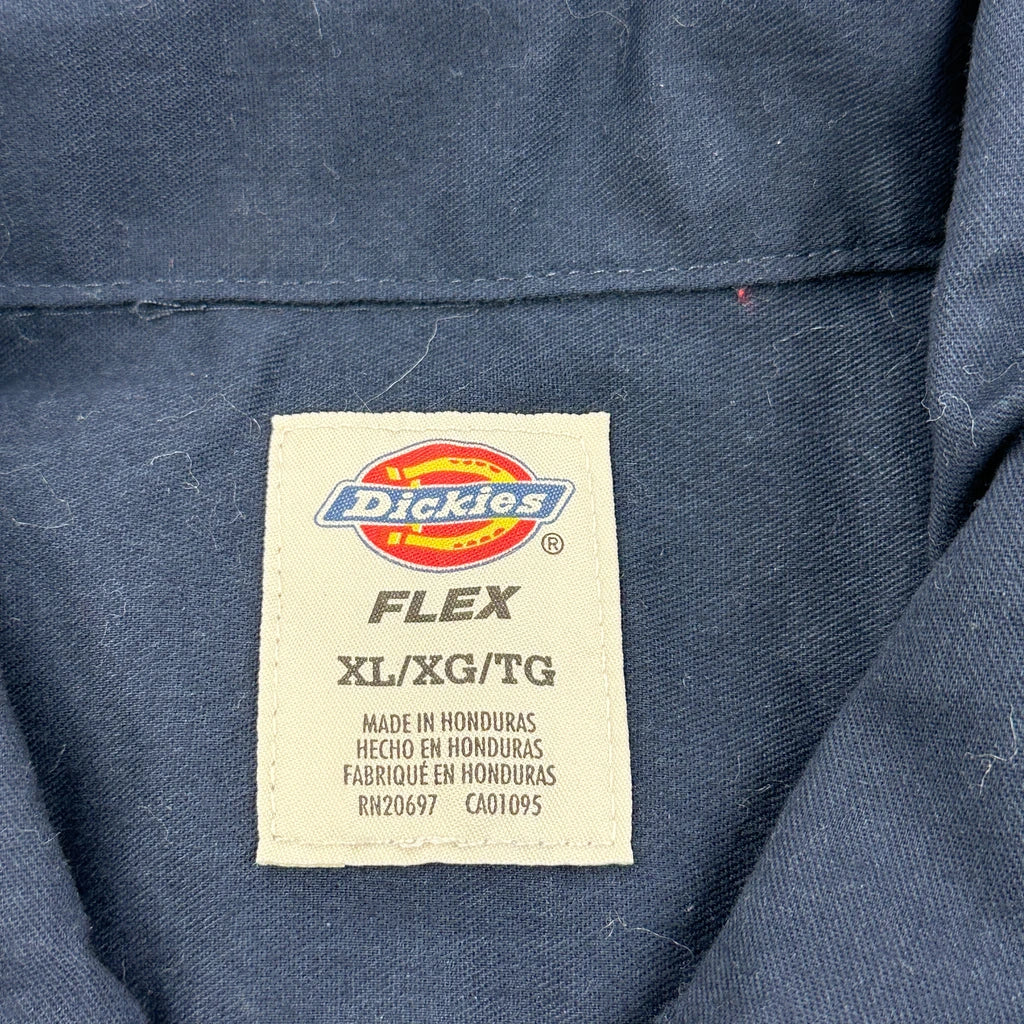 Dickies
®
FLEX
XL/XG/TG
MADE IN HONDURAS
HECHO EN HONDURAS
FABRIQUÉ EN HONDURAS
RN20697 CA01095